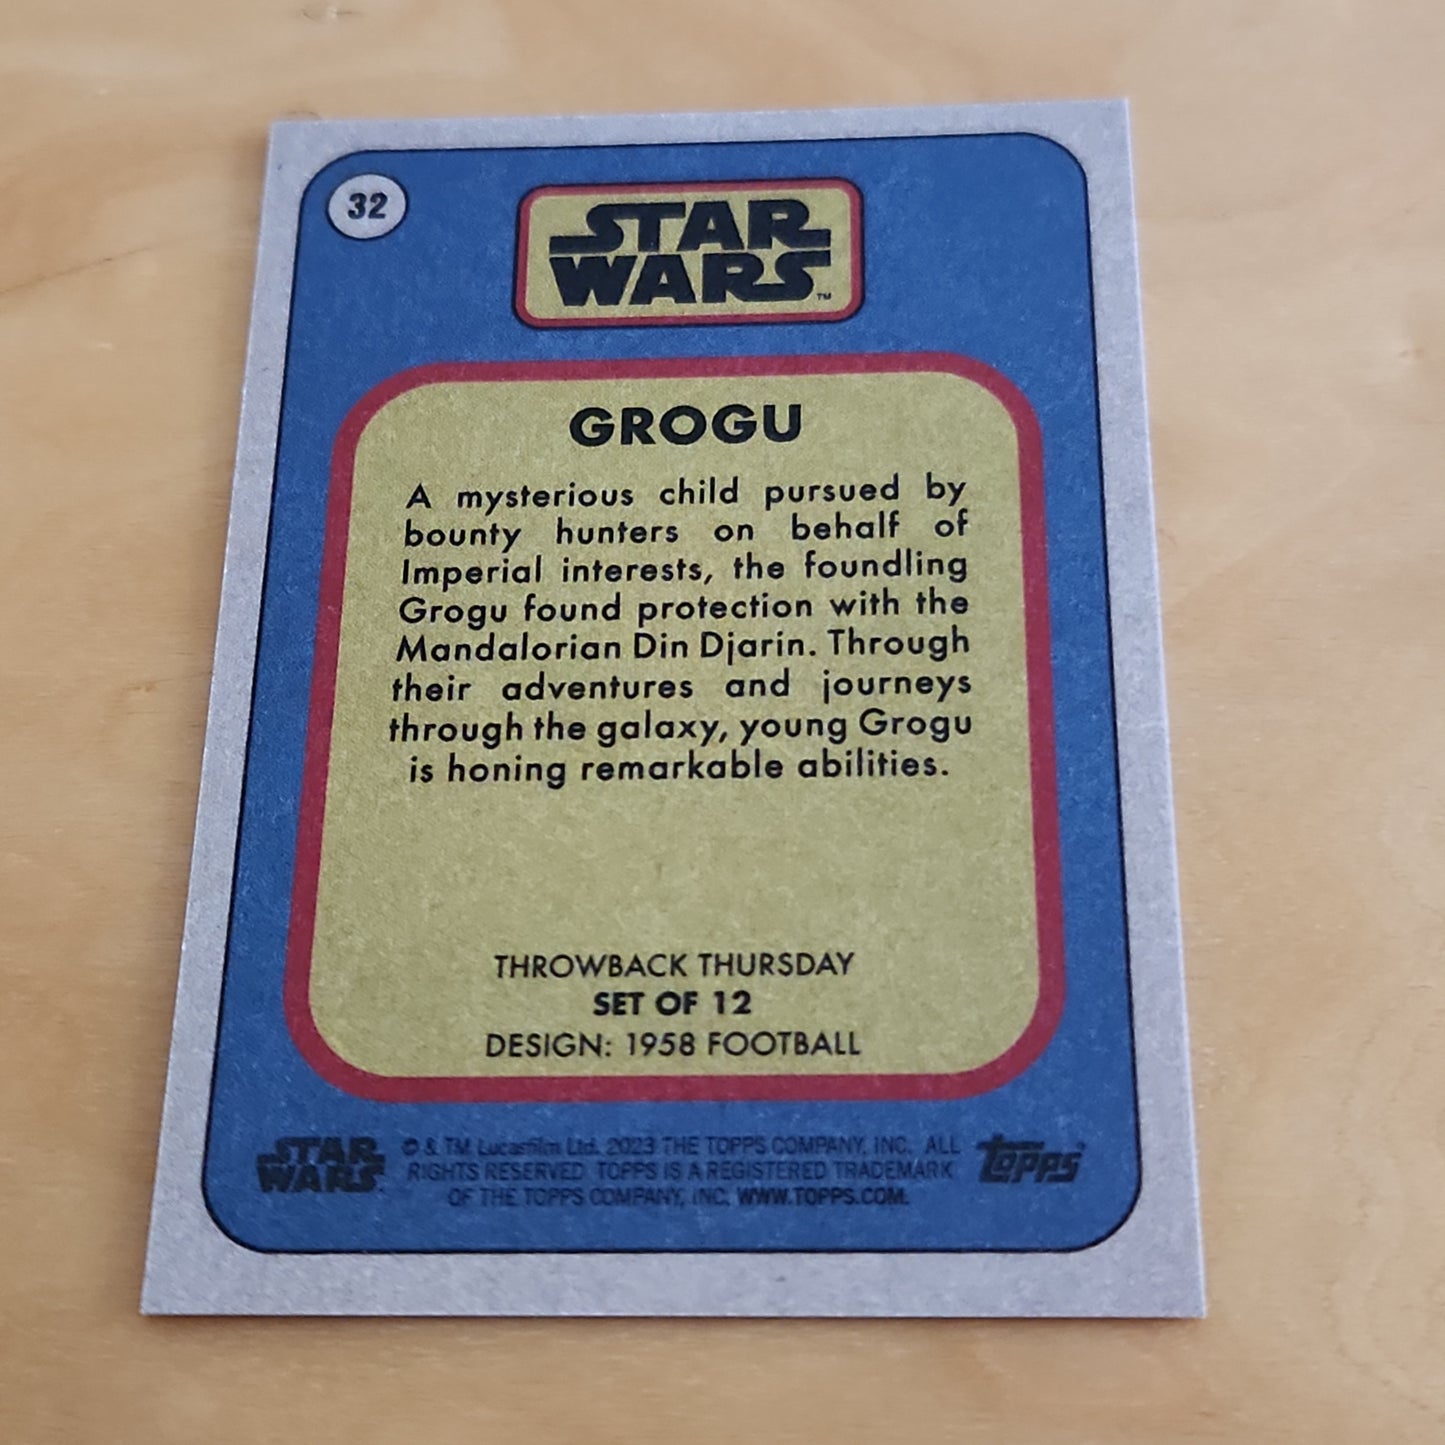 32
STAR
WARS™
GROGU
A mysterious child pursued by
bounty hunters on behalf of
Imperial interests, the foundling
Grogu found protection with the
Mandalorian Din Djarin. Through
their adventures and journeys
through the galaxy, young Grogu
is honing remarkable abilities.
THROWBACK THURSDAY
SET OF 12
DESIGN: 1958 FOOTBALL
STAR
WARS
© & TM Lucasfilm Ltd. 2023 THE TOPPS COMPANY, INC. ALL
RIGHTS RESERVED TOPPS IS A REGISTERED TRADEMARK
OF THE TOPPS COMPANY, INC. WWW.TOPPS.COM.
topps®